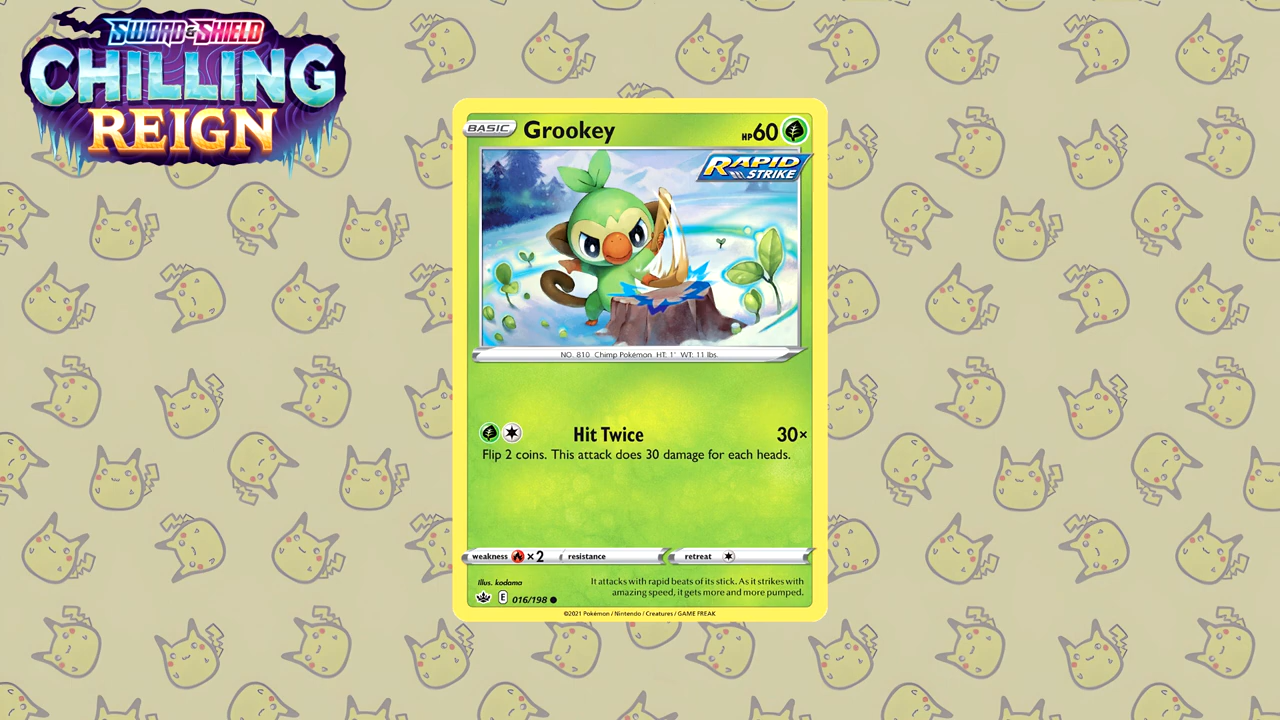 SWORD & SHIELD
CHILLING
REIGN
BASIC Grookey HP 60
RAPID
STRIKE
NO. 810 Chimp Pokémon HT: 1' WT: 11 lbs.
Hit Twice 30×
Flip 2 coins. This attack does 30 damage for each heads.
weakness ×2 resistance retreat
Illus. kodama
It attacks with rapid beats of its stick. As it strikes with
amazing speed, it gets more and more pumped.
E 016/198
©2021 Pokémon / Nintendo / Creatures / GAME FREAK